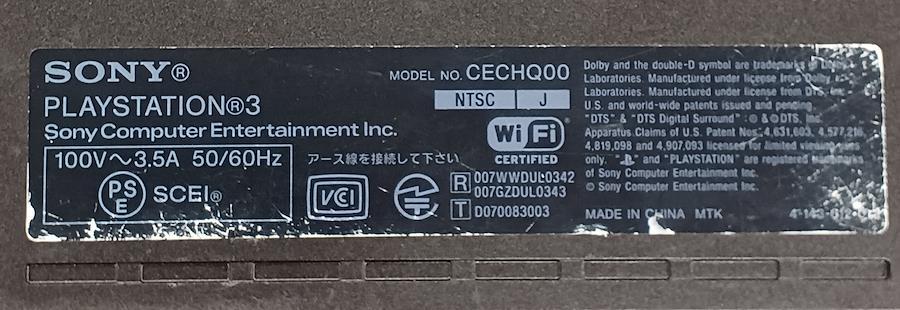 SONY®
PLAYSTATION®3
Sony Computer Entertainment Inc.
100V～3.5A 50/60Hz
PS
E
SCEI®
MODEL NO. CECHQ00
NTSC J
アース線を接続して下さい
VCI
Wi Fi
CERTIFIED
R 007WWDUL0342
007GZDUL0343
T D070083003
Dolby and the double-D symbol are trademarks of Dolby
Laboratories. Manufactured under license from Dolby
Laboratories. Manufactured under license from DTS, Inc.
U.S. and world-wide patents issued and pending.
"DTS" & "DTS Digital Surround" : © & © DTS, Inc.
Apparatus Claims of U.S. Patent Nos. 4,631,603, 4,577,216,
4,819,098 and 4,907,093 licensed for limited viewing uses
only. " " and "PLAYSTATION" are registered trademarks
of Sony Computer Entertainment Inc.
© Sony Computer Entertainment Inc.
MADE IN CHINA MTK